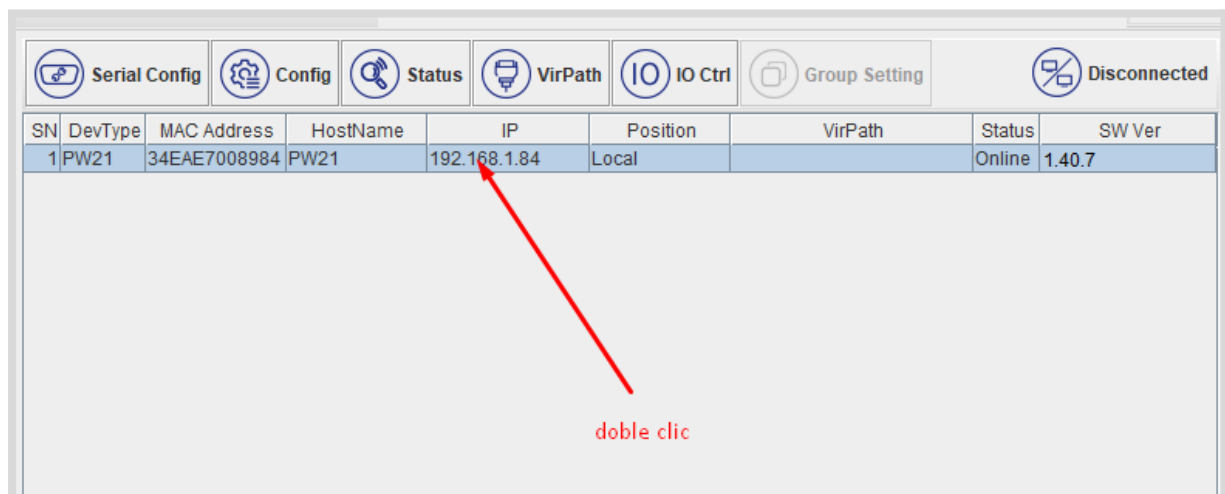 Serial Config Config Status VirPath IO IO Ctrl Group Setting Disconnected
SN DevType MAC Address HostName IP Position VirPath Status SW Ver
1 PW21 34EAE7008984 PW21 192.168.1.84 Local Online 1.40.7
doble clic